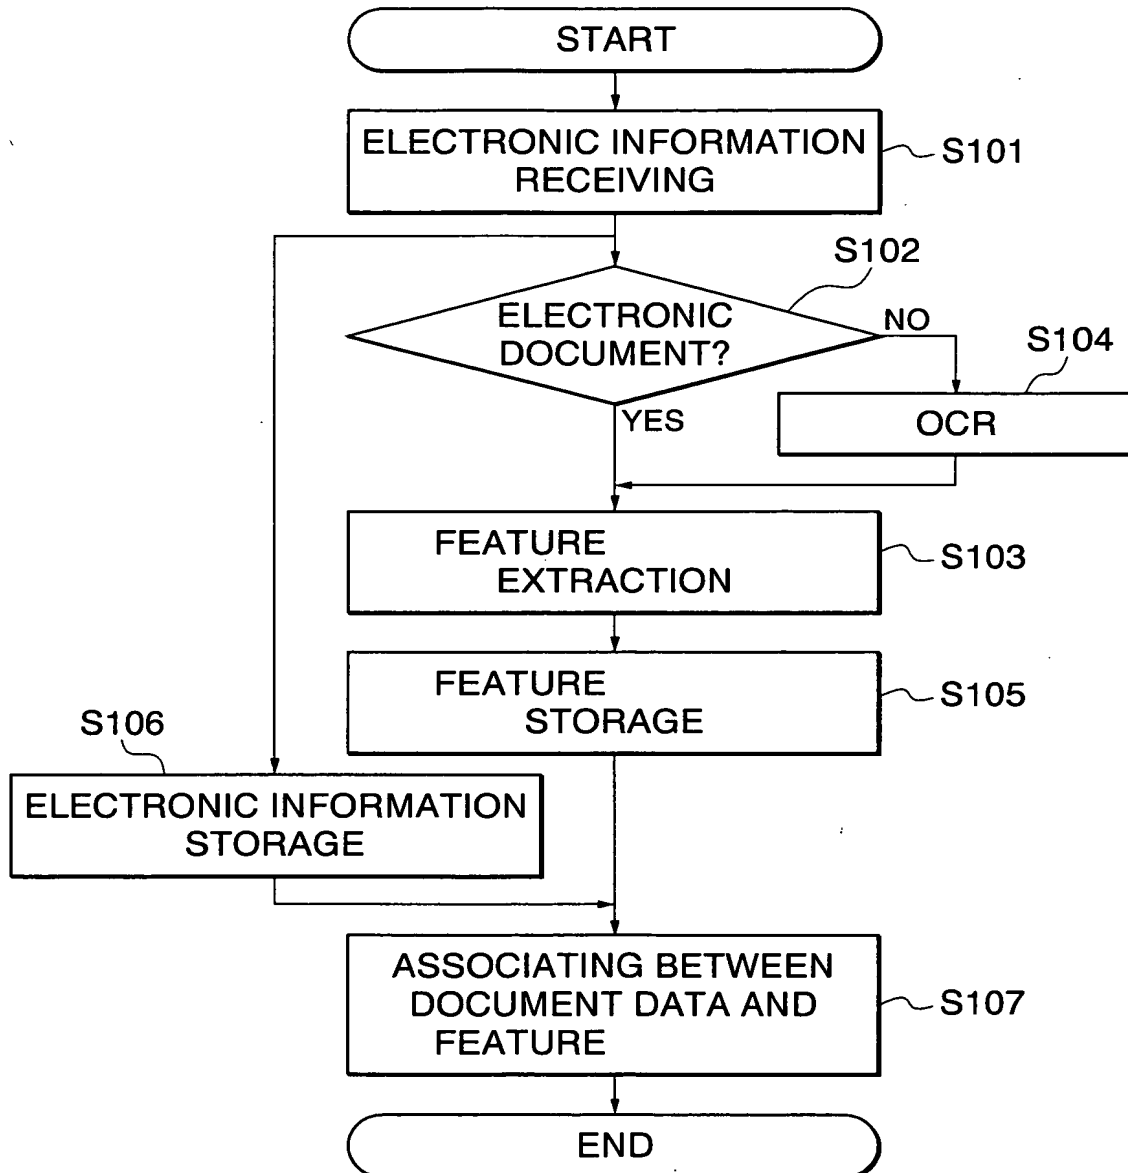 START
ELECTRONIC INFORMATION
RECEIVING
S101
S102
ELECTRONIC
DOCUMENT?
NO
S104
YES
OCR
FEATURE
EXTRACTION
S103
FEATURE
STORAGE
S105
S106
ELECTRONIC INFORMATION
STORAGE
ASSOCIATING BETWEEN
DOCUMENT DATA AND
FEATURE
S107
END